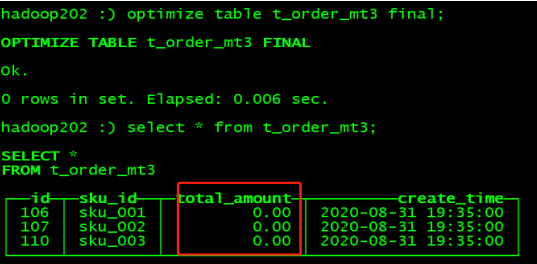 hadoop202 :) optimize table t_order_mt3 final;
OPTIMIZE TABLE t_order_mt3 FINAL
Ok.
0 rows in set. Elapsed: 0.006 sec.
hadoop202 :) select * from t_order_mt3;
SELECT *
FROM t_order_mt3
id sku_id total_amount create_time
106 sku_001 0.00 2020-08-31 19:35:00
107 sku_002 0.00 2020-08-31 19:35:00
110 sku_003 0.00 2020-08-31 19:35:00